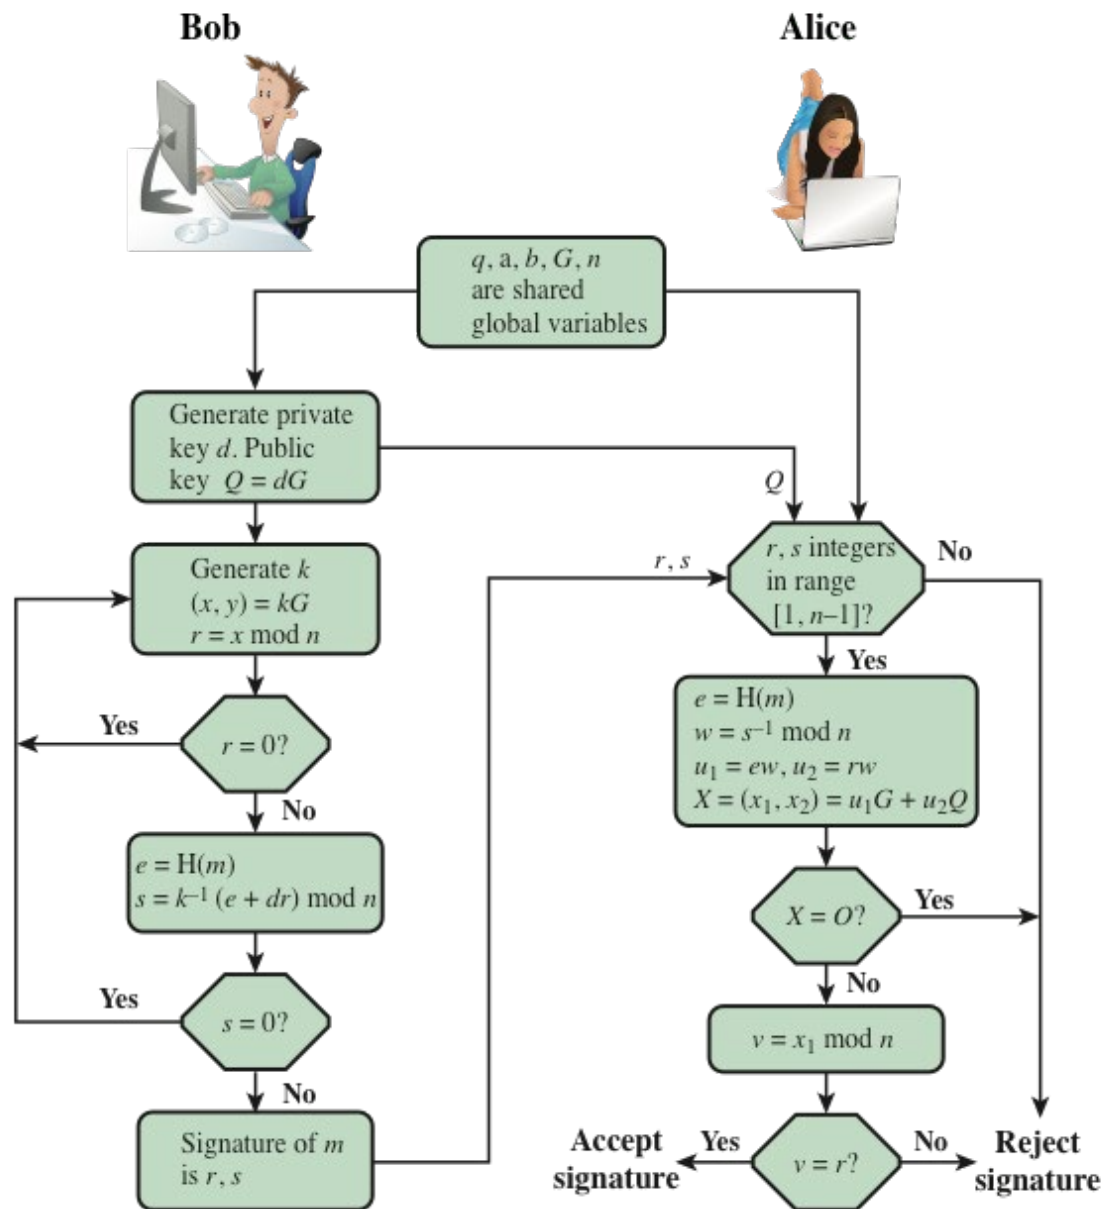 Bob
Alice
q, a, b, G, n
are shared
global variables
Generate private
key d. Public
key Q = dG
Q
Generate k
(x, y) = kG
r = x mod n
r, s
r, s integers
in range
[1, n–1]?
No
Yes
Yes
r = 0?
No
e = H(m)
w = s⁻¹ mod n
u₁ = ew, u₂ = rw
X = (x₁, x₂) = u₁G + u₂Q
e = H(m)
s = k⁻¹ (e + dr) mod n
X = O?
Yes
No
Yes
s = 0?
No
v = x₁ mod n
Signature of m
is r, s
Accept
signature
Yes
v = r?
No
Reject
signature